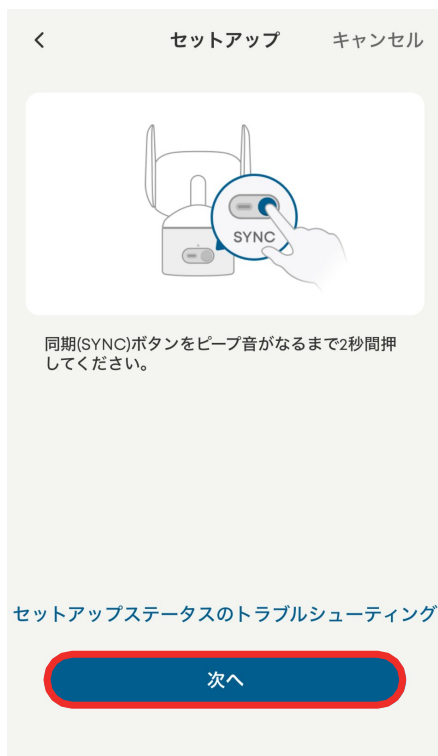 セットアップ キャンセル
SYNC
同期(SYNC)ボタンをビープ音がなるまで2秒間押
してください。
セットアップステータスのトラブルシューティング
次へ